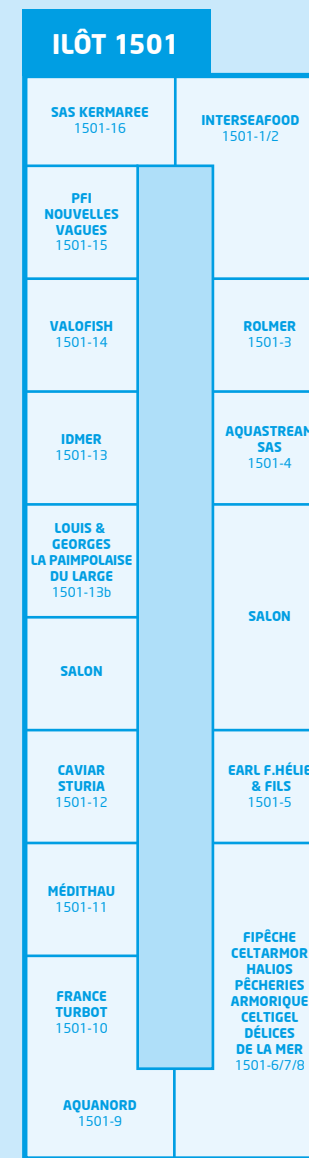 ILÔT 1501
SAS KERMAREE
1501-16
INTERSEAFOOD
1501-1/2
PFI
NOUVELLES
VAGUES
1501-15
VALOFISH
1501-14
ROLMER
1501-3
IDMER
1501-13
AQUASTREAM
SAS
1501-4
LOUIS &
GEORGES
LA PAIMPOLAISE
DU LARGE
1501-13b
SALON
SALON
CAVIAR
STURIA
1501-12
EARL F.HÉLIE
& FILS
1501-5
MÉDITHAU
1501-11
FRANCE
TURBOT
1501-10
FIPÊCHE
CELTARMOR
HALIOS
PÊCHERIES
ARMORIQUE
CELTIGEL
DÉLICES
DE LA MER
1501-6/7/8
AQUANORD
1501-9